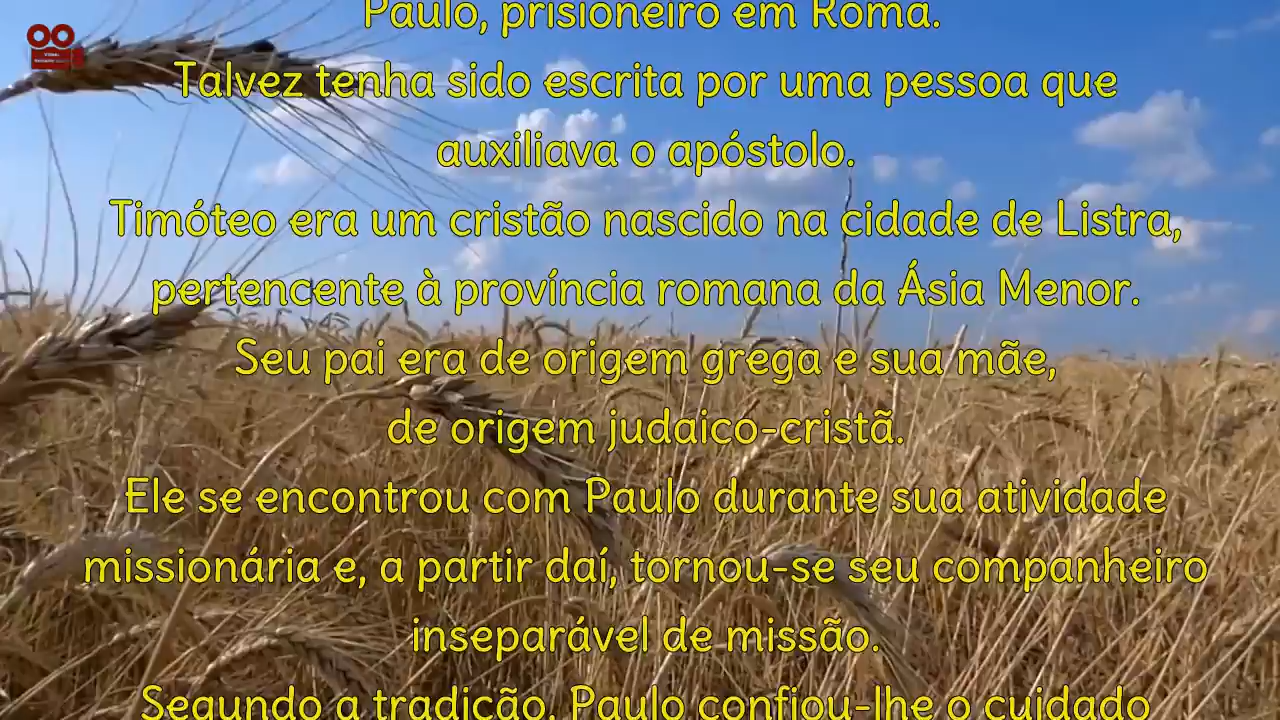 Paulo, prisioneiro em Roma.
Talvez tenha sido escrita por uma pessoa que
auxiliava o apóstolo.
Timóteo era um cristão nascido na cidade de Listra,
pertencente à província romana da Ásia Menor.
Seu pai era de origem grega e sua mãe,
de origem judaico-cristã.
Ele se encontrou com Paulo durante sua atividade
missionária e, a partir daí, tornou-se seu companheiro
inseparável de missão.
Segundo a tradição, Paulo confiou-lhe o cuidado